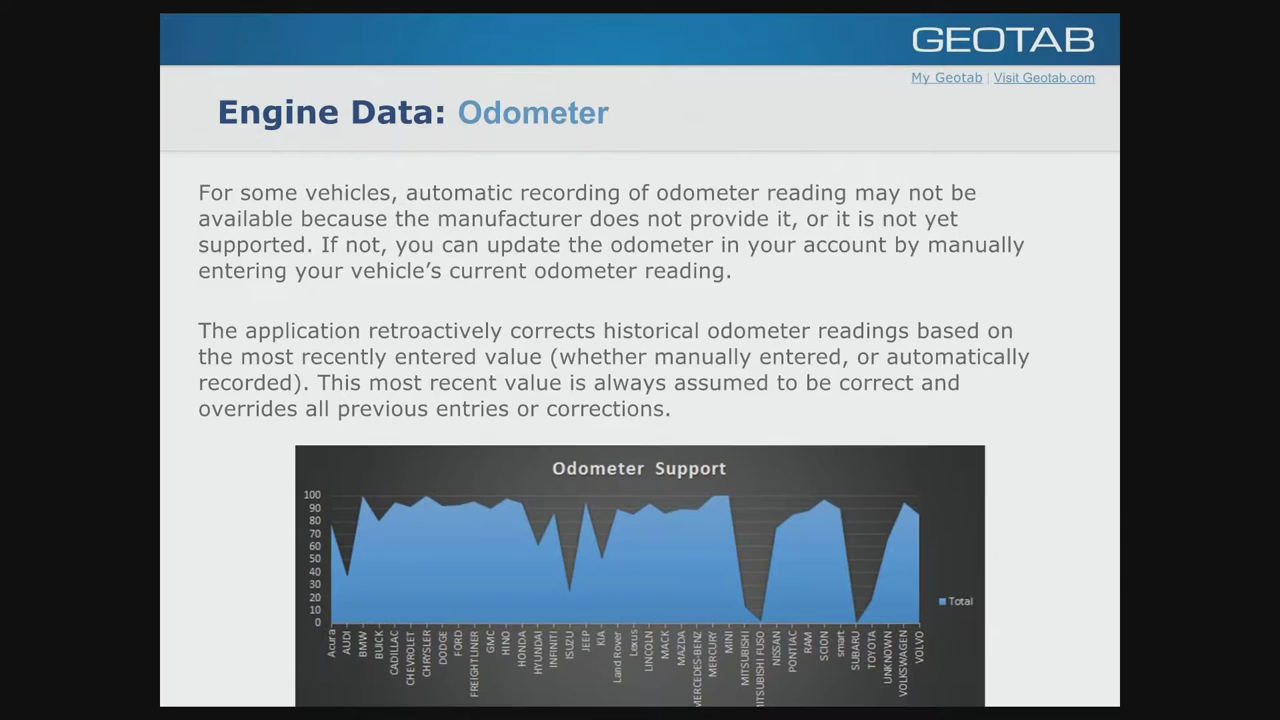 GEOTAB
My Geotab | Visit Geotab.com
Engine Data: Odometer
For some vehicles, automatic recording of odometer reading may not be
available because the manufacturer does not provide it, or it is not yet
supported. If not, you can update the odometer in your account by manually
entering your vehicle’s current odometer reading.
The application retroactively corrects historical odometer readings based on
the most recently entered value (whether manually entered, or automatically
recorded). This most recent value is always assumed to be correct and
overrides all previous entries or corrections.
Odometer Support
100
90
80
70
60
50
40
30
20
10
0
Total
Acura
AUDI
BMW
BUICK
CADILLAC
CHEVROLET
CHRYSLER
DODGE
FORD
FREIGHTLINER
GMC
HINO
HONDA
HYUNDAI
INFINITI
ISUZU
JEEP
KIA
Land Rover
Lexus
LINCOLN
MACK
MAZDA
MERCEDES-BENZ
MERCURY
MINI
MITSUBISHI
MITSUBISHI FUSO
NISSAN
PONTIAC
RAM
SCION
smart
SUBARU
TOYOTA
UNKNOWN
VOLKSWAGEN
VOLVO